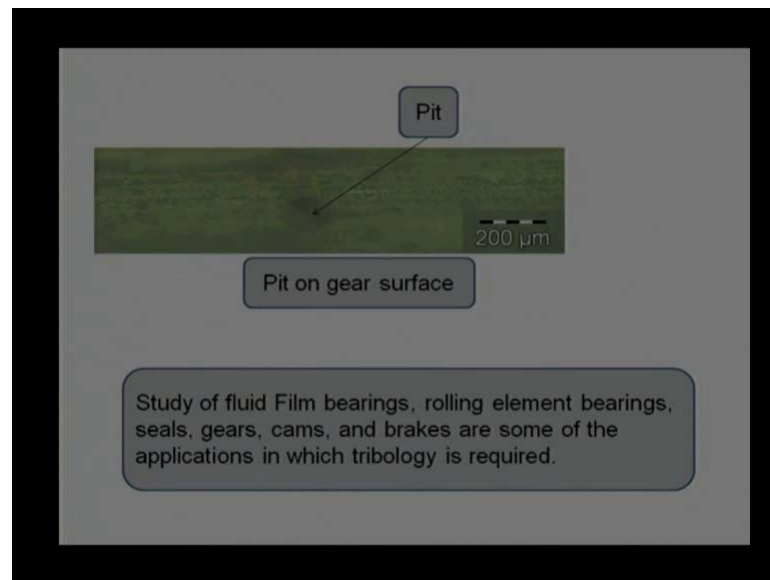 Pit
200 µm
Pit on gear surface
Study of fluid Film bearings, rolling element bearings,
seals, gears, cams, and brakes are some of the
applications in which tribology is required.